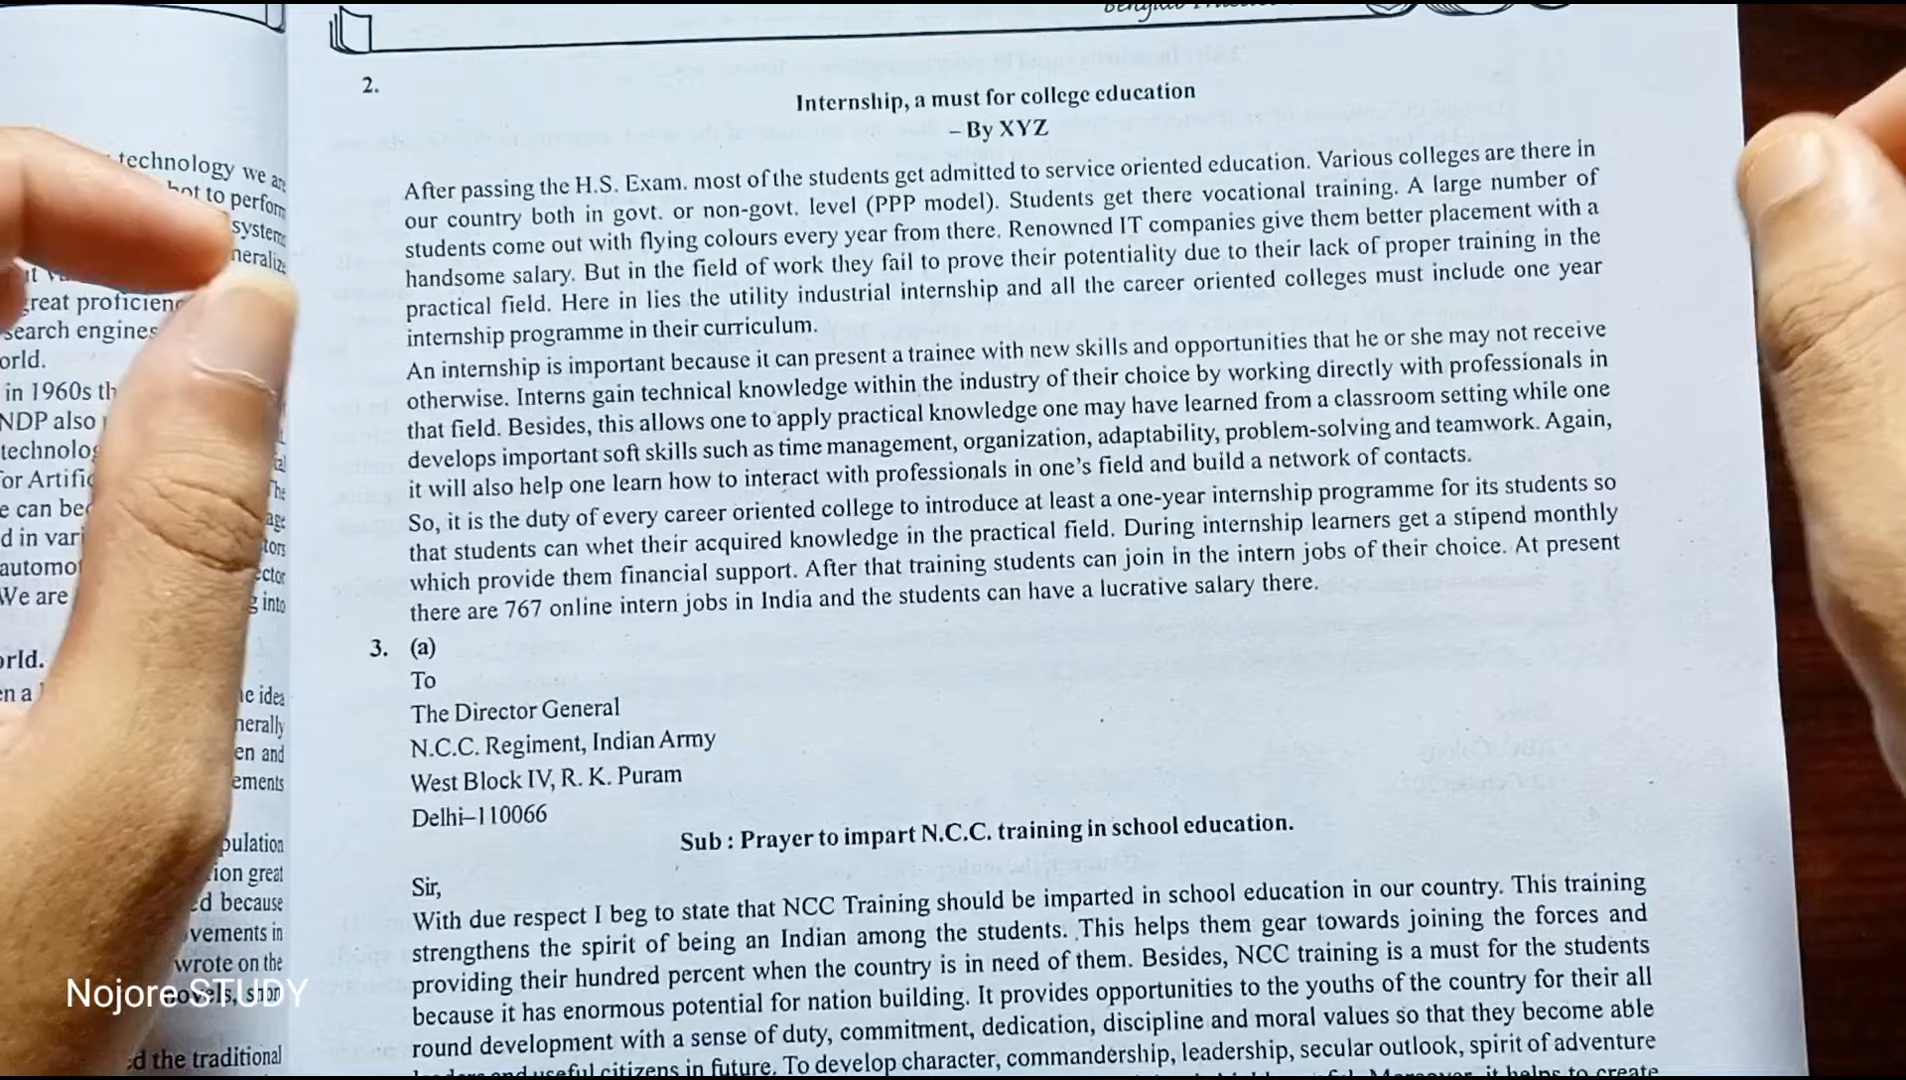 2.
Internship, a must for college education
– By XYZ
After passing the H.S. Exam. most of the students get admitted to service oriented education. Various colleges are there in
our country both in govt. or non-govt. level (PPP model). Students get there vocational training. A large number of
students come out with flying colours every year from there. Renowned IT companies give them better placement with a
handsome salary. But in the field of work they fail to prove their potentiality due to their lack of proper training in the
practical field. Here in lies the utility industrial internship and all the career oriented colleges must include one year
internship programme in their curriculum.
An internship is important because it can present a trainee with new skills and opportunities that he or she may not receive
otherwise. Interns gain technical knowledge within the industry of their choice by working directly with professionals in
that field. Besides, this allows one to apply practical knowledge one may have learned from a classroom setting while one
develops important soft skills such as time management, organization, adaptability, problem-solving and teamwork. Again,
it will also help one learn how to interact with professionals in one's field and build a network of contacts.
So, it is the duty of every career oriented college to introduce at least a one-year internship programme for its students so
that students can whet their acquired knowledge in the practical field. During internship learners get a stipend monthly
which provide them financial support. After that training students can join in the intern jobs of their choice. At present
there are 767 online intern jobs in India and the students can have a lucrative salary there.
3. (a)
To
The Director General
N.C.C. Regiment, Indian Army
West Block IV, R. K. Puram
Delhi–110066
Sub : Prayer to impart N.C.C. training in school education.
Sir,
With due respect I beg to state that NCC Training should be imparted in school education in our country. This training
strengthens the spirit of being an Indian among the students. This helps them gear towards joining the forces and
providing their hundred percent when the country is in need of them. Besides, NCC training is a must for the students
because it has enormous potential for nation building. It provides opportunities to the youths of the country for their all
round development with a sense of duty, commitment, dedication, discipline and moral values so that they become able
and useful citizens in future. To develop character, commandership, leadership, secular outlook, spirit of adventure
it helps to create
technology we
to perform
great
search engines
in 1960s
NDP also
can
in
We are
into
idea
and
great
because
in
wrote on the
the traditional
Nojore STUDY